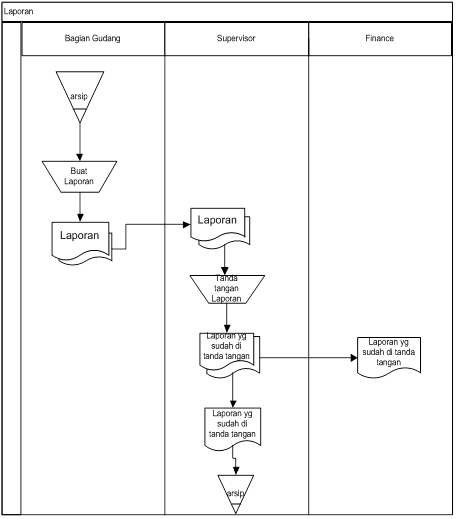 Laporan
Bagian Gudang
Supervisor
Finance
arsip
Buat
Laporan
Laporan
Laporan
Tanda
tangan
Laporan
Laporan yg
sudah di
tanda tangan
Laporan yg
sudah di tanda
tangan
Laporan yg
sudah di
tanda tangan
arsip